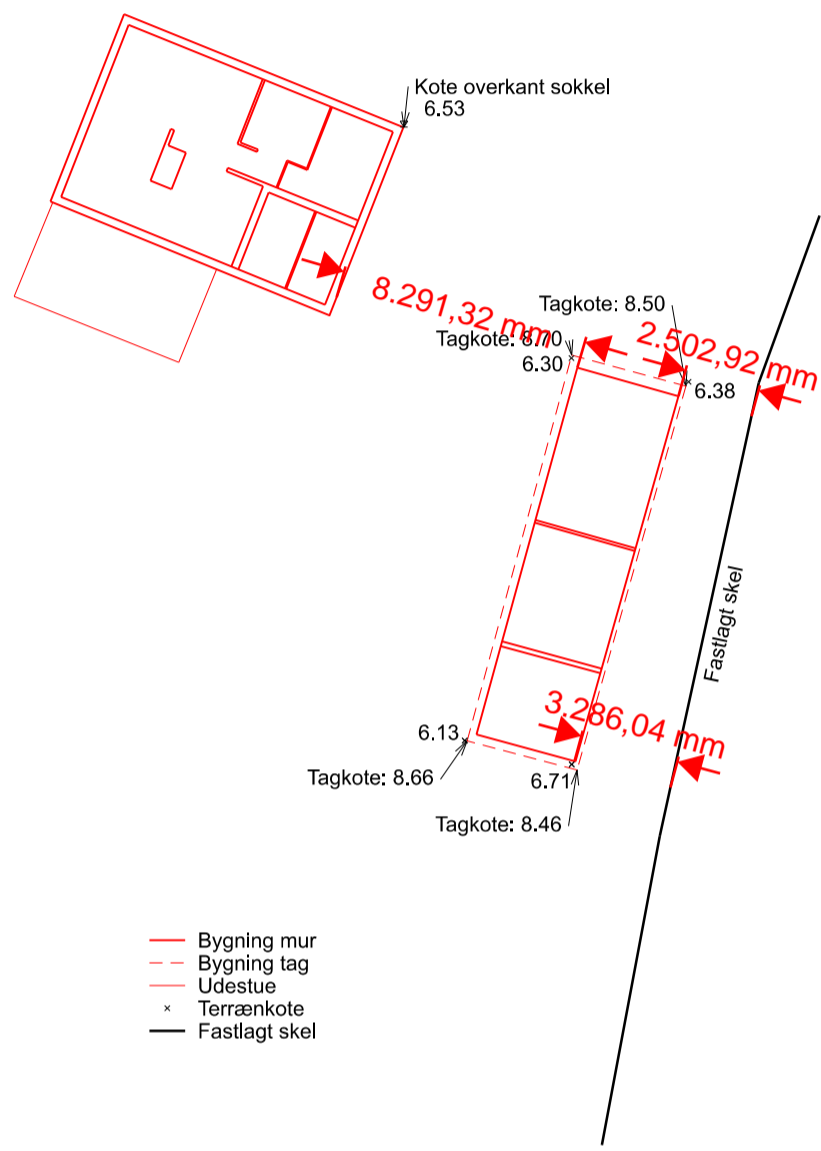 Kote overkant sokkel
6.53
8.291,32 mm
Tagkote: 8.50
Tagkote: 8.70
6.30
2.502,92 mm
6.38
Fastlagt skel
3.286,04 mm
6.13
Tagkote: 8.66
6.71
Tagkote: 8.46
Bygning mur
Bygning tag
Udestue
Terrænkote
Fastlagt skel